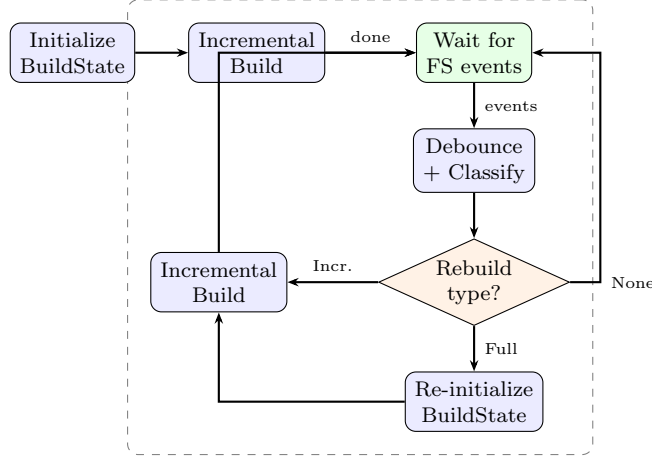 Initialize
BuildState
Incremental
Build
done
Wait for
FS events
events
Debounce
+ Classify
Rebuild
type?
Incr.
None
Incremental
Build
Full
Re-initialize
BuildState